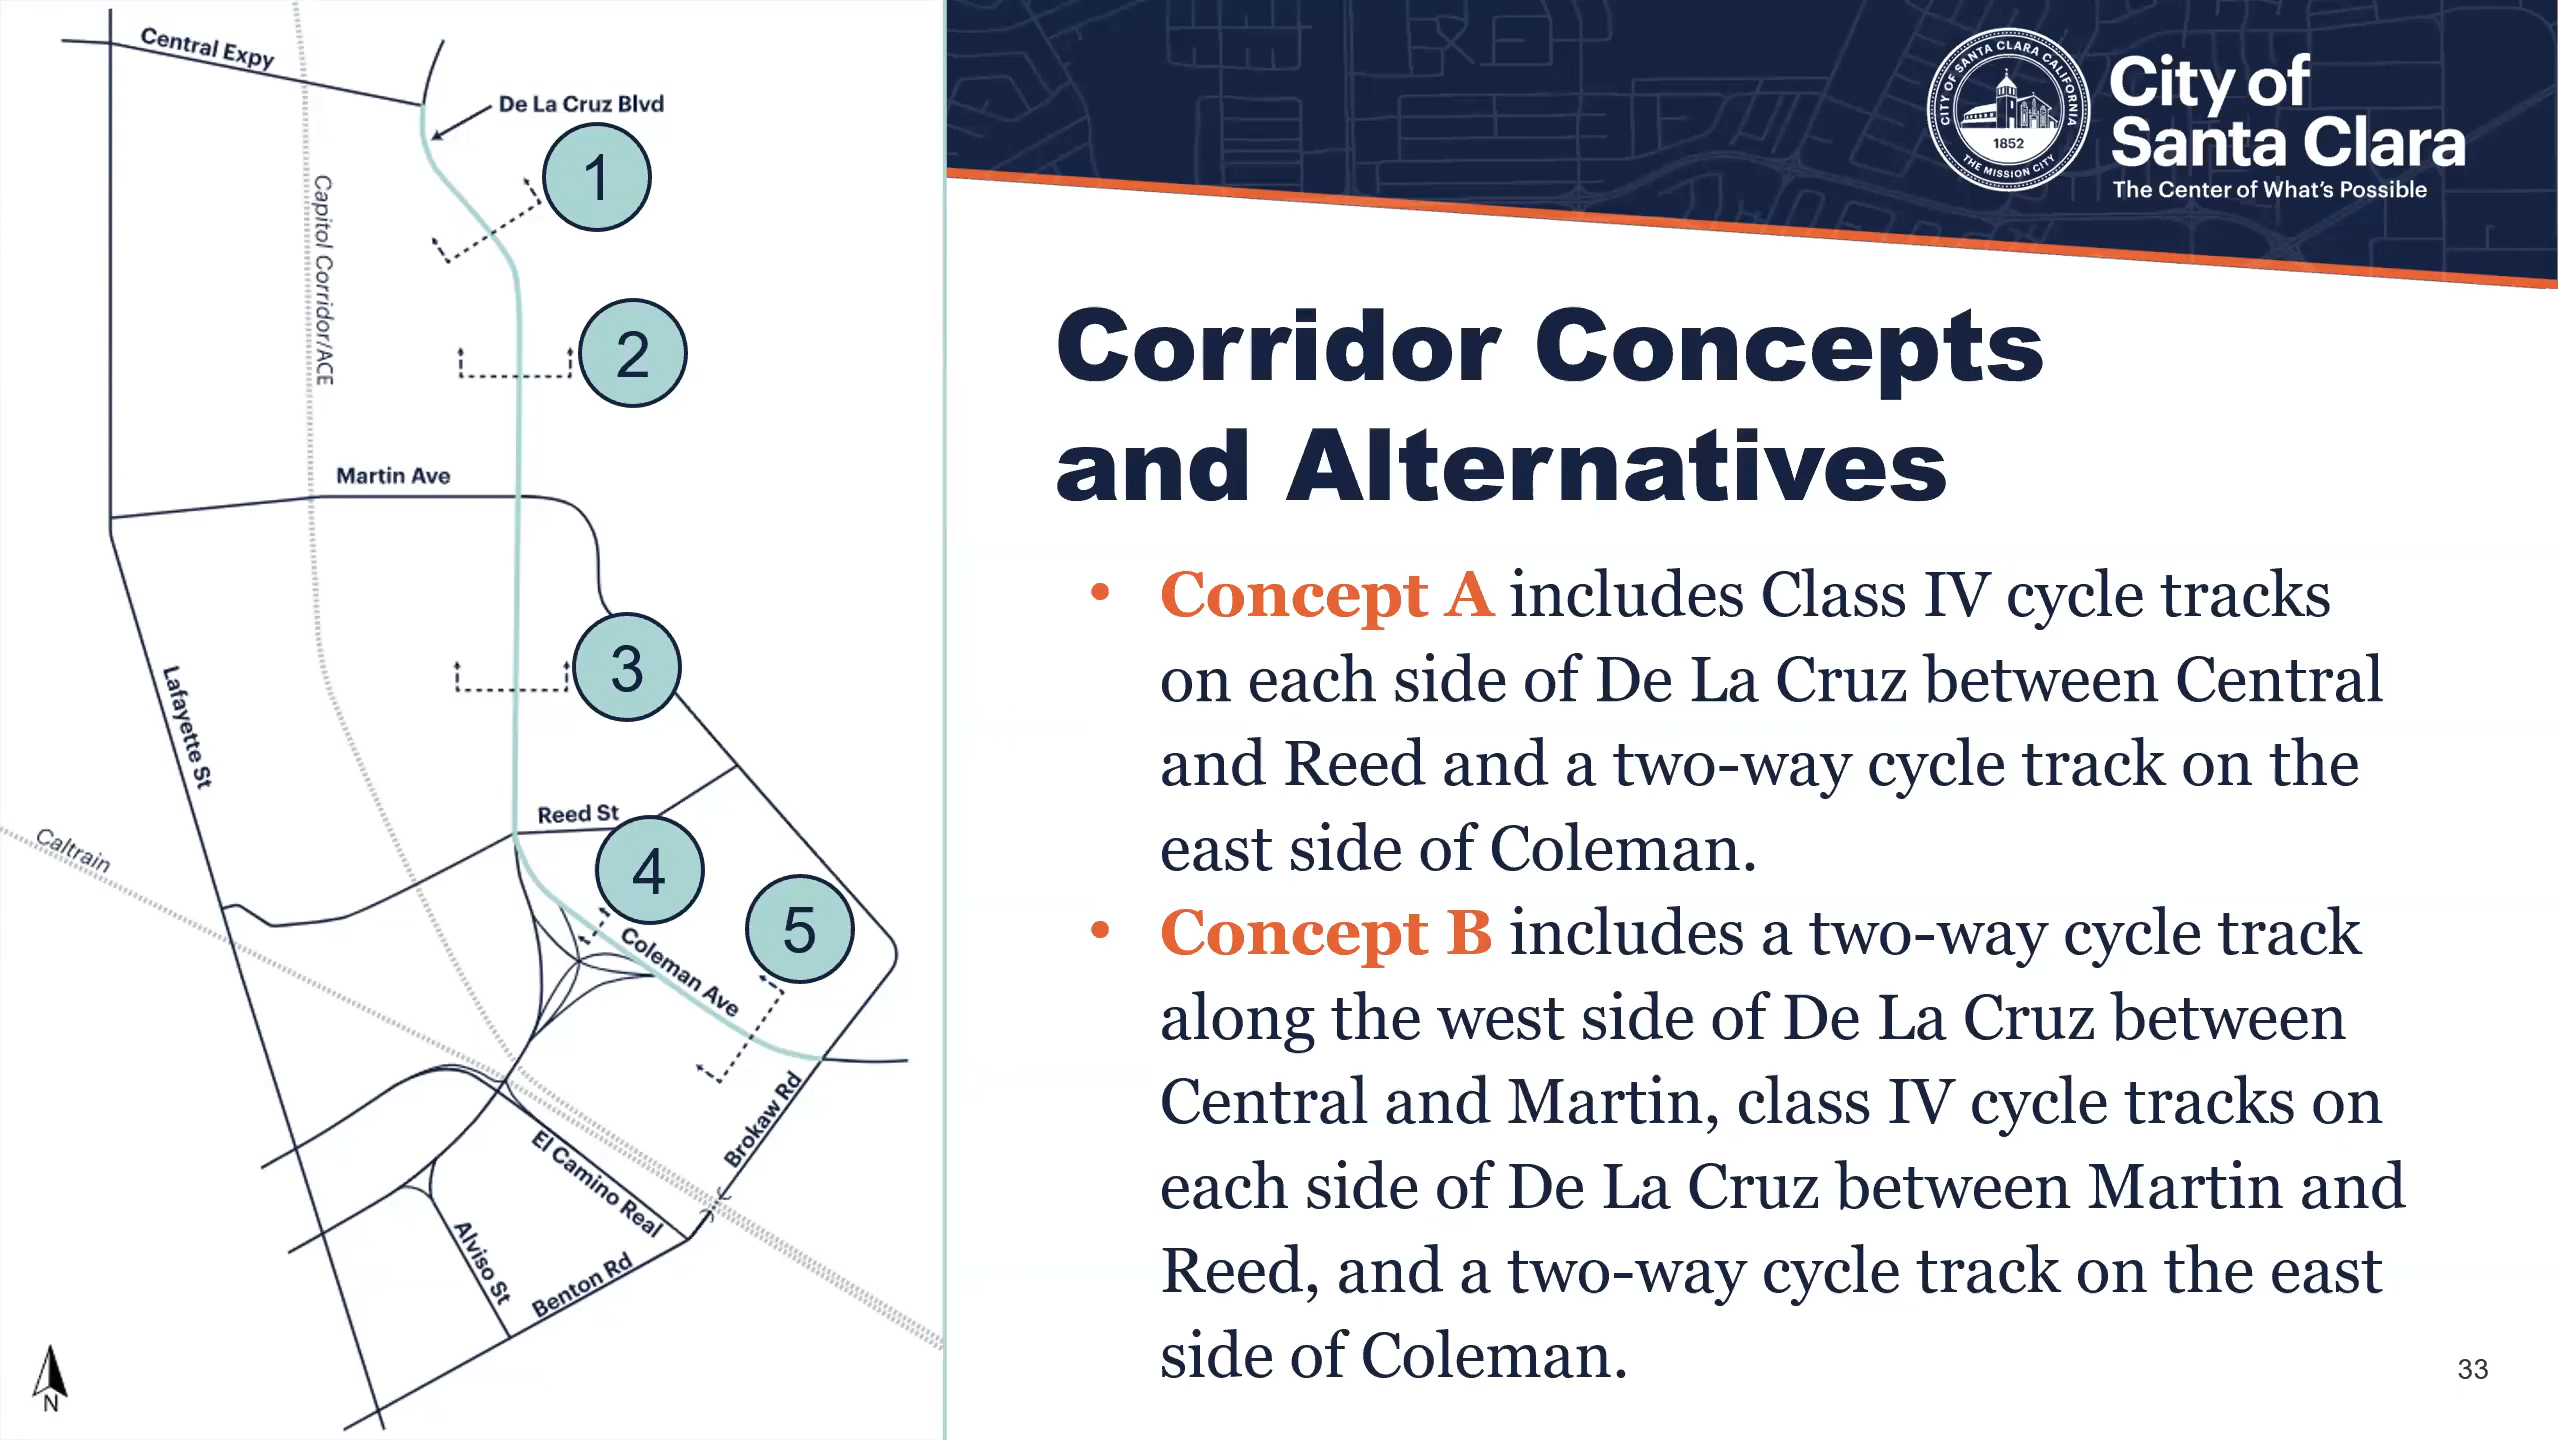 Central Expy
De La Cruz Blvd
1
Capitol Corridor/ACE
2
Martin Ave
3
Lafayette St
Reed St
4
Caltrain
5
Coleman Ave
Brokaw Rd
El Camino Real
Alviso St
Benton Rd
N
CITY OF SANTA CLARA CALIFORNIA
1852
THE MISSION CITY
City of
Santa Clara
The Center of What's Possible
Corridor Concepts
and Alternatives
• Concept A includes Class IV cycle tracks
on each side of De La Cruz between Central
and Reed and a two-way cycle track on the
east side of Coleman.
• Concept B includes a two-way cycle track
along the west side of De La Cruz between
Central and Martin, class IV cycle tracks on
each side of De La Cruz between Martin and
Reed, and a two-way cycle track on the east
side of Coleman.
33